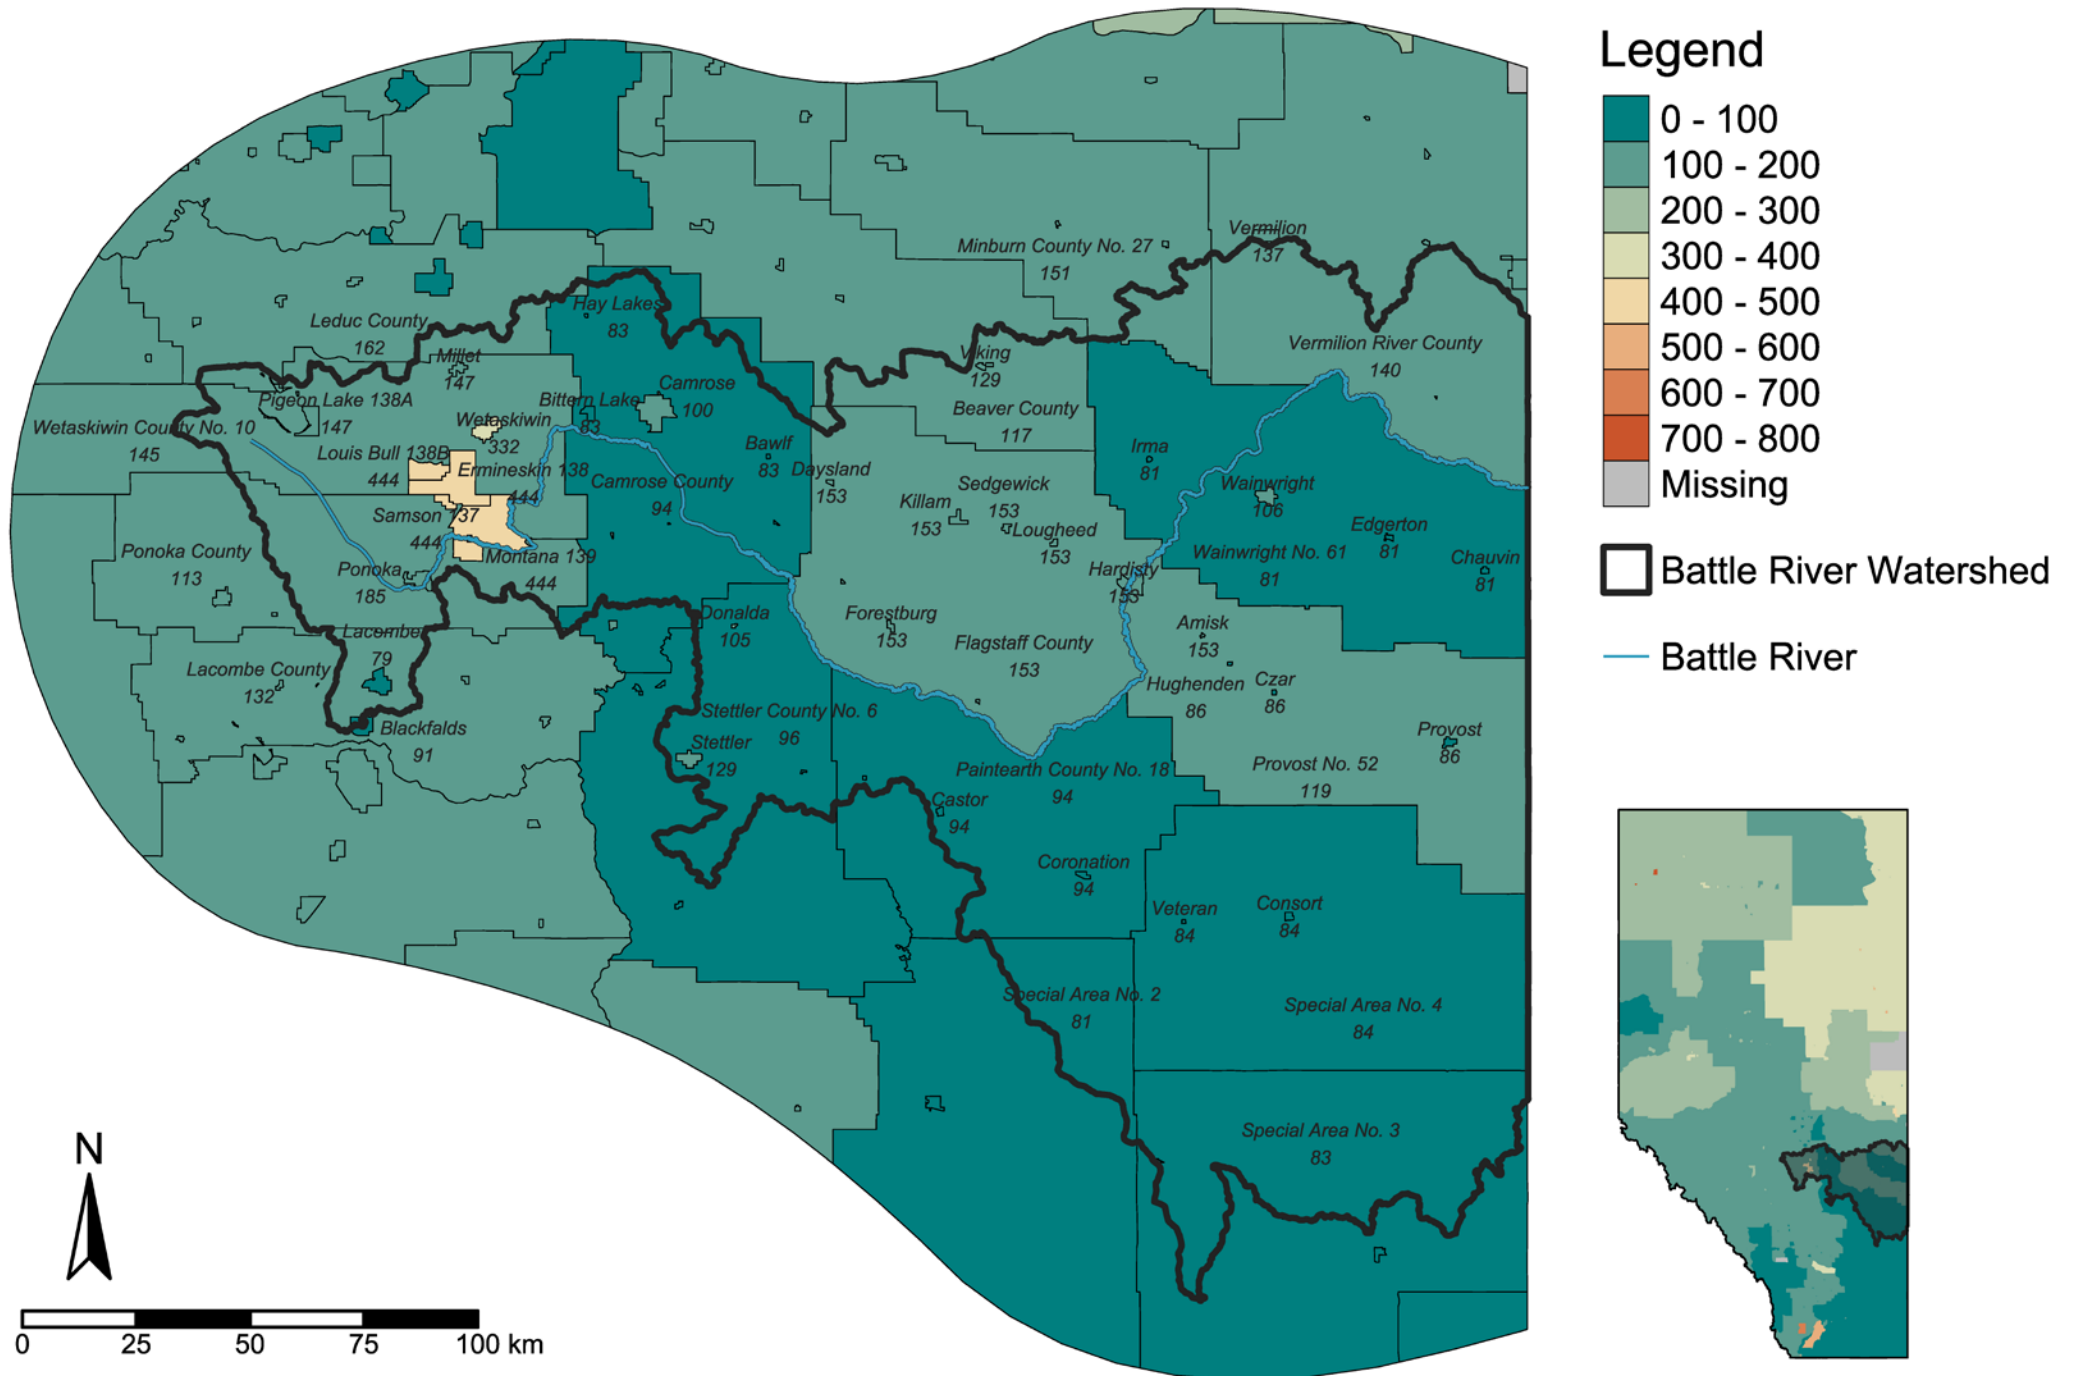 Legend
0 - 100
100 - 200
200 - 300
300 - 400
400 - 500
500 - 600
600 - 700
700 - 800
Missing
Battle River Watershed
Battle River
Vermilion
137
Minburn County No. 27
151
Hay Lakes
83
Leduc County
162
Vermilion River County
140
Millet
147
Viking
129
Camrose
100
Pigeon Lake 138A
147
Bittern Lake
83
Beaver County
117
Wetaskiwin County No. 10
145
Wetaskiwin
332
Bawlf
83
Irma
81
Louis Bull 138B
444
Ermineskin 138
444
Daysland
153
Camrose County
94
Sedgewick
153
Wainwright
106
Killam
153
Samson 137
444
Lougheed
153
Edgerton
81
Ponoka County
113
Montana 139
444
Wainwright No. 61
81
Chauvin
81
Ponoka
185
Hardisty
153
Donalda
105
Forestburg
153
Amisk
153
Lacombe
79
Flagstaff County
153
Lacombe County
132
Hughenden
86
Czar
86
Stettler County No. 6
96
Blackfalds
91
Stettler
129
Provost
86
Paintearth County No. 18
94
Provost No. 52
119
Castor
94
Coronation
94
Veteran
84
Consort
84
Special Area No. 2
81
Special Area No. 4
84
Special Area No. 3
83
N
0 25 50 75 100 km